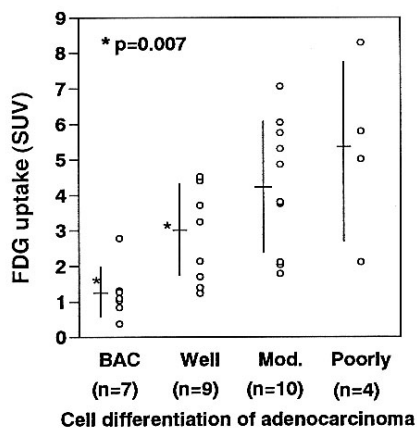 9
* p=0.007
8
7
6
5
4
3
2
1
0
FDG uptake (SUV)
*
*
BAC Well Mod. Poorly
(n=7) (n=9) (n=10) (n=4)
Cell differentiation of adenocarcinoma